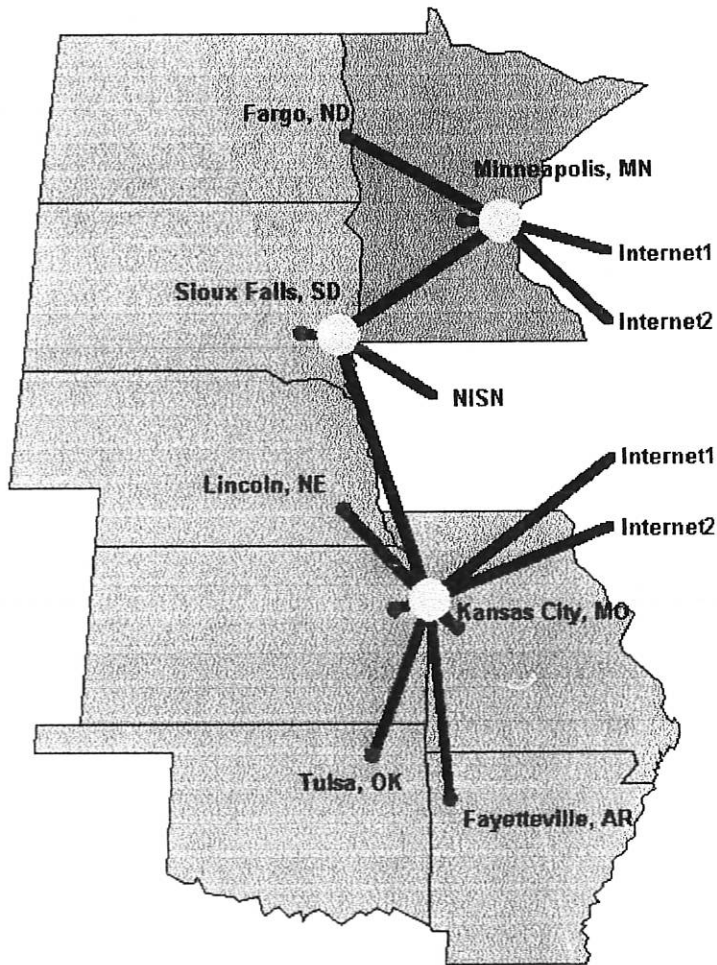 Fargo, ND
Minneapolis, MN
Internet1
Sioux Falls, SD
Internet2
NISN
Internet1
Lincoln, NE
Internet2
Kansas City, MO
Tulsa, OK
Fayetteville, AR